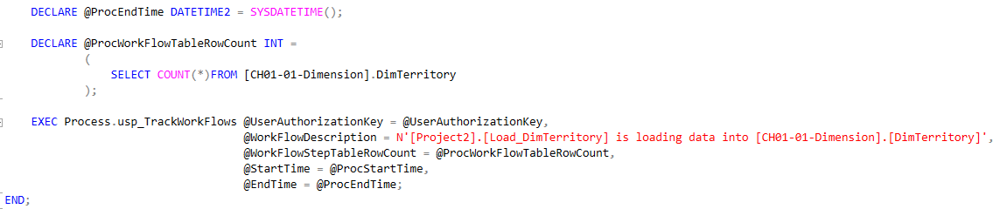 DECLARE @ProcEndTime DATETIME2 = SYSDATETIME();
DECLARE @ProcWorkFlowTableRowCount INT =
(
SELECT COUNT(*)FROM [CH01-01-Dimension].DimTerritory
);
EXEC Process.usp_TrackWorkFlows @UserAuthorizationKey = @UserAuthorizationKey,
@WorkFlowDescription = N'[Project2].[Load_DimTerritory] is loading data into [CH01-01-Dimension].[DimTerritory]',
@WorkFlowStepTableRowCount = @ProcWorkFlowTableRowCount,
@StartTime = @ProcStartTime,
@EndTime = @ProcEndTime;
END;